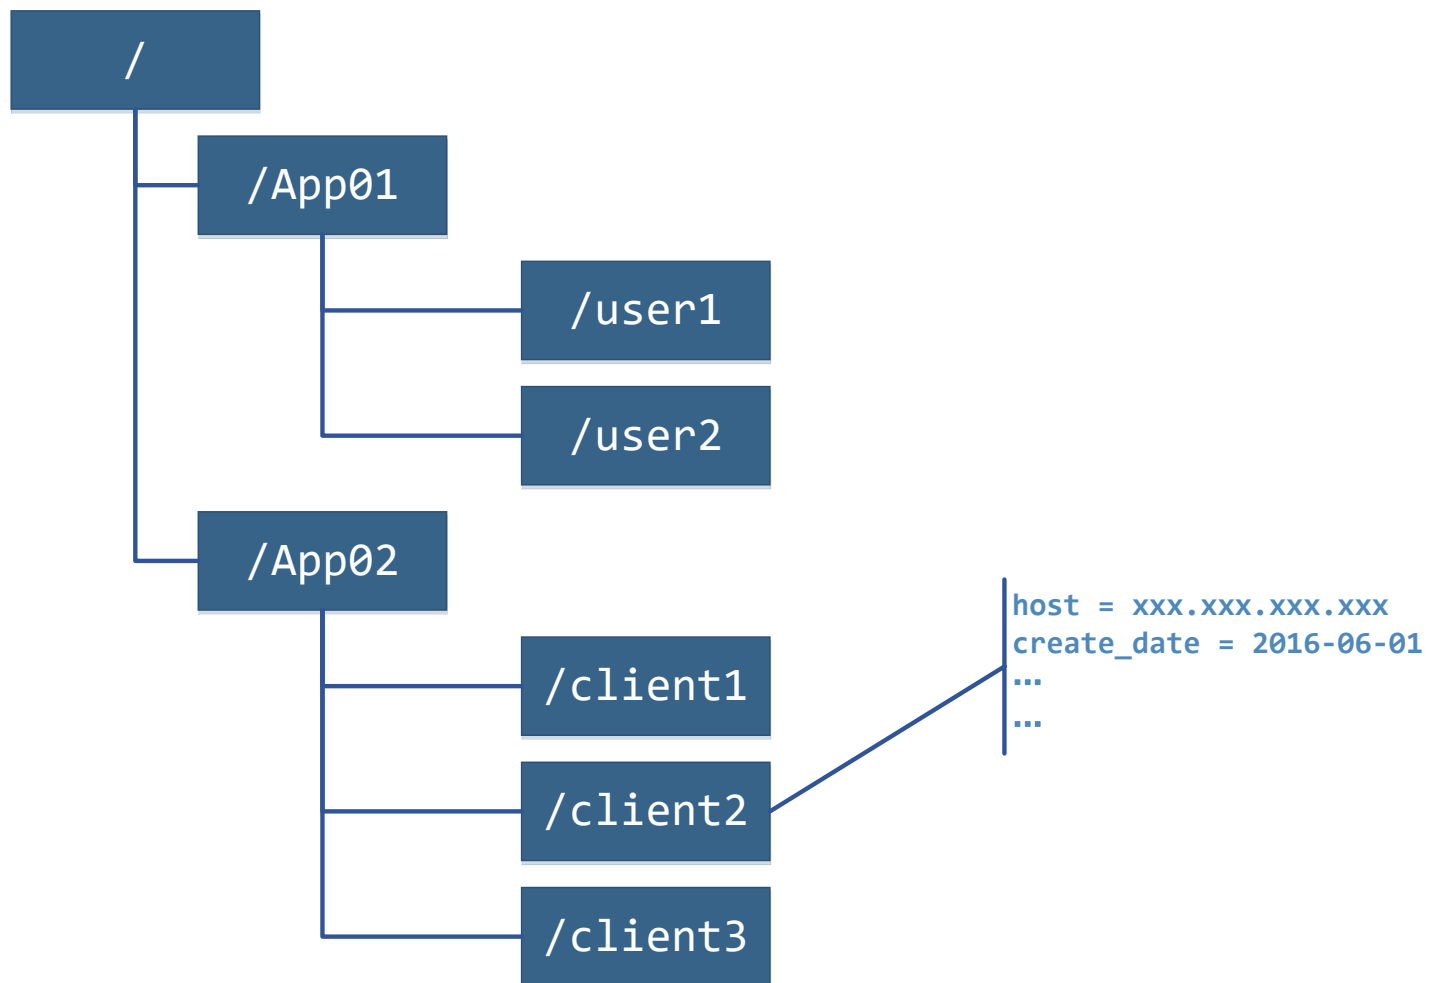 /
/App01
/user1
/user2
/App02
/client1
/client2
/client3
host = xxx.xxx.xxx.xxx
create_date = 2016-06-01
…
…